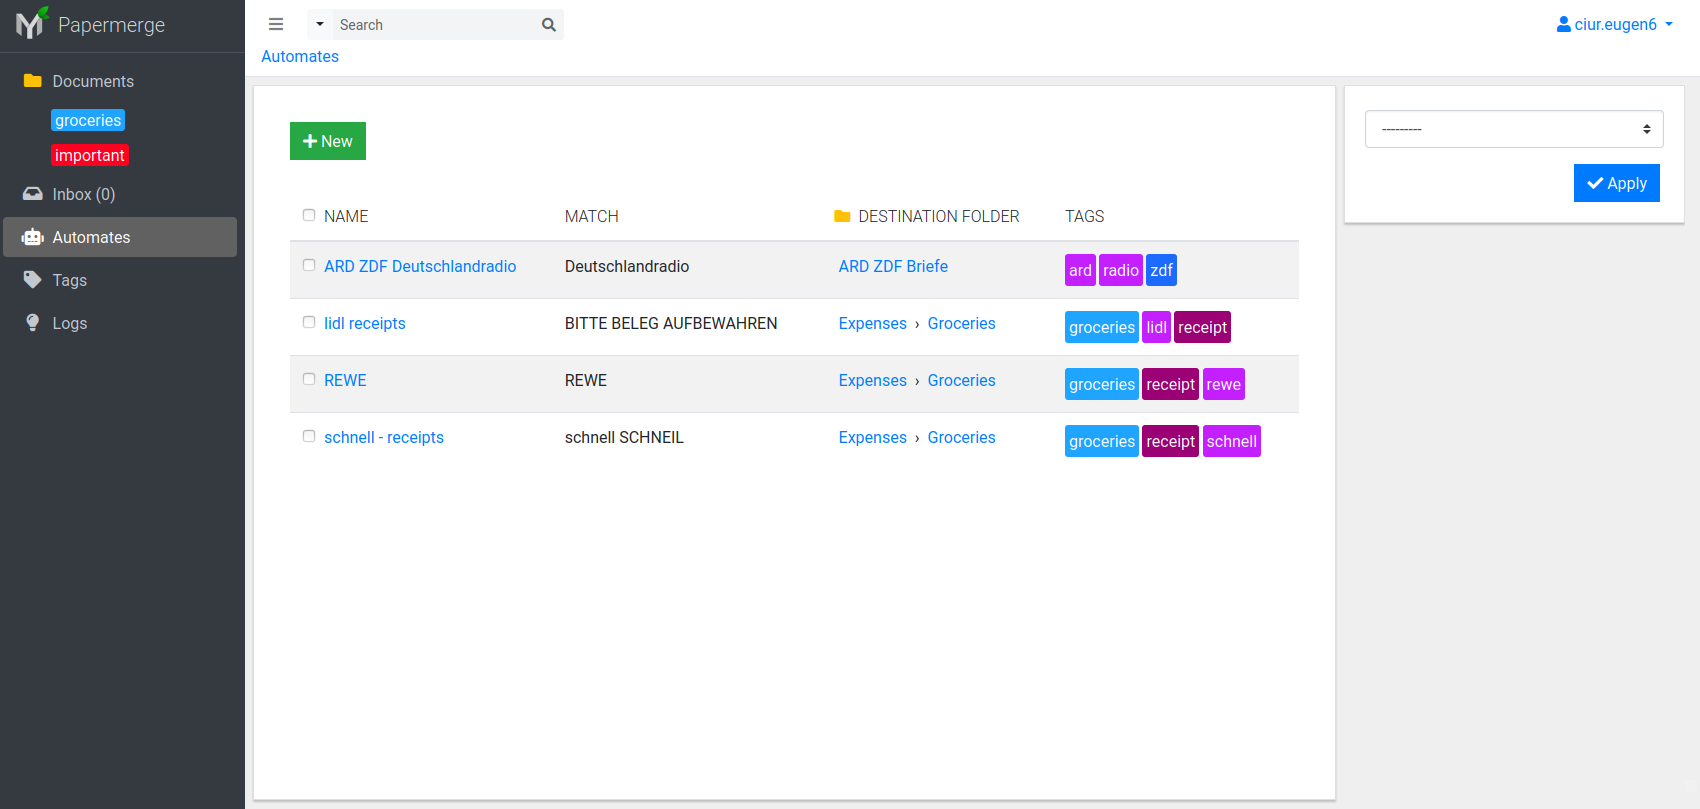 Papermerge
Search
ciur.eugen6
Automates
Documents
groceries
important
Inbox (0)
Automates
Tags
Logs
New
---------
Apply
NAME MATCH DESTINATION FOLDER TAGS
ARD ZDF Deutschlandradio Deutschlandradio ARD ZDF Briefe ard radio zdf
lidl receipts BITTE BELEG AUFBEWAHREN Expenses › Groceries groceries lidl receipt
REWE REWE Expenses › Groceries groceries receipt rewe
schnell - receipts schnell SCHNEIL Expenses › Groceries groceries receipt schnell